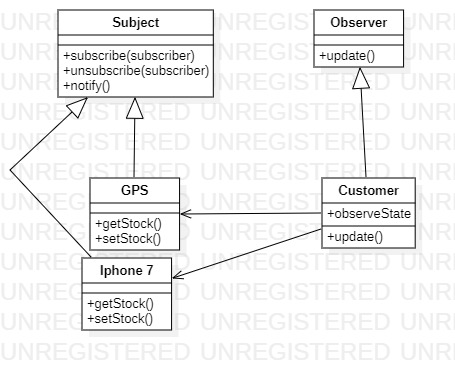 Subject
+subscribe(subscriber)
+unsubscribe(subscriber)
+notify()
Observer
+update()
GPS
+getStock()
+setStock()
Customer
+observeState
+update()
Iphone 7
+getStock()
+setStock()
UNREGISTERED UNREGISTERED UNREGISTERED